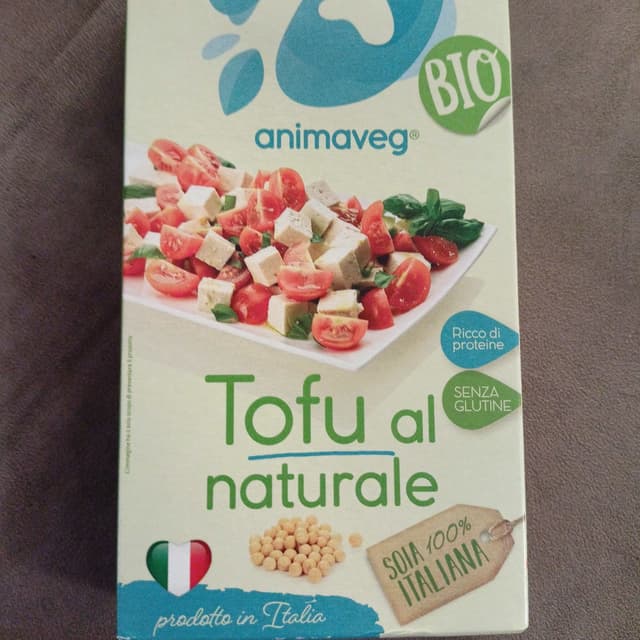 BIO
animaveg®
Ricco di
proteine
SENZA
GLUTINE
Tofu al
naturale
SOIA 100%
ITALIANA
prodotto in Italia